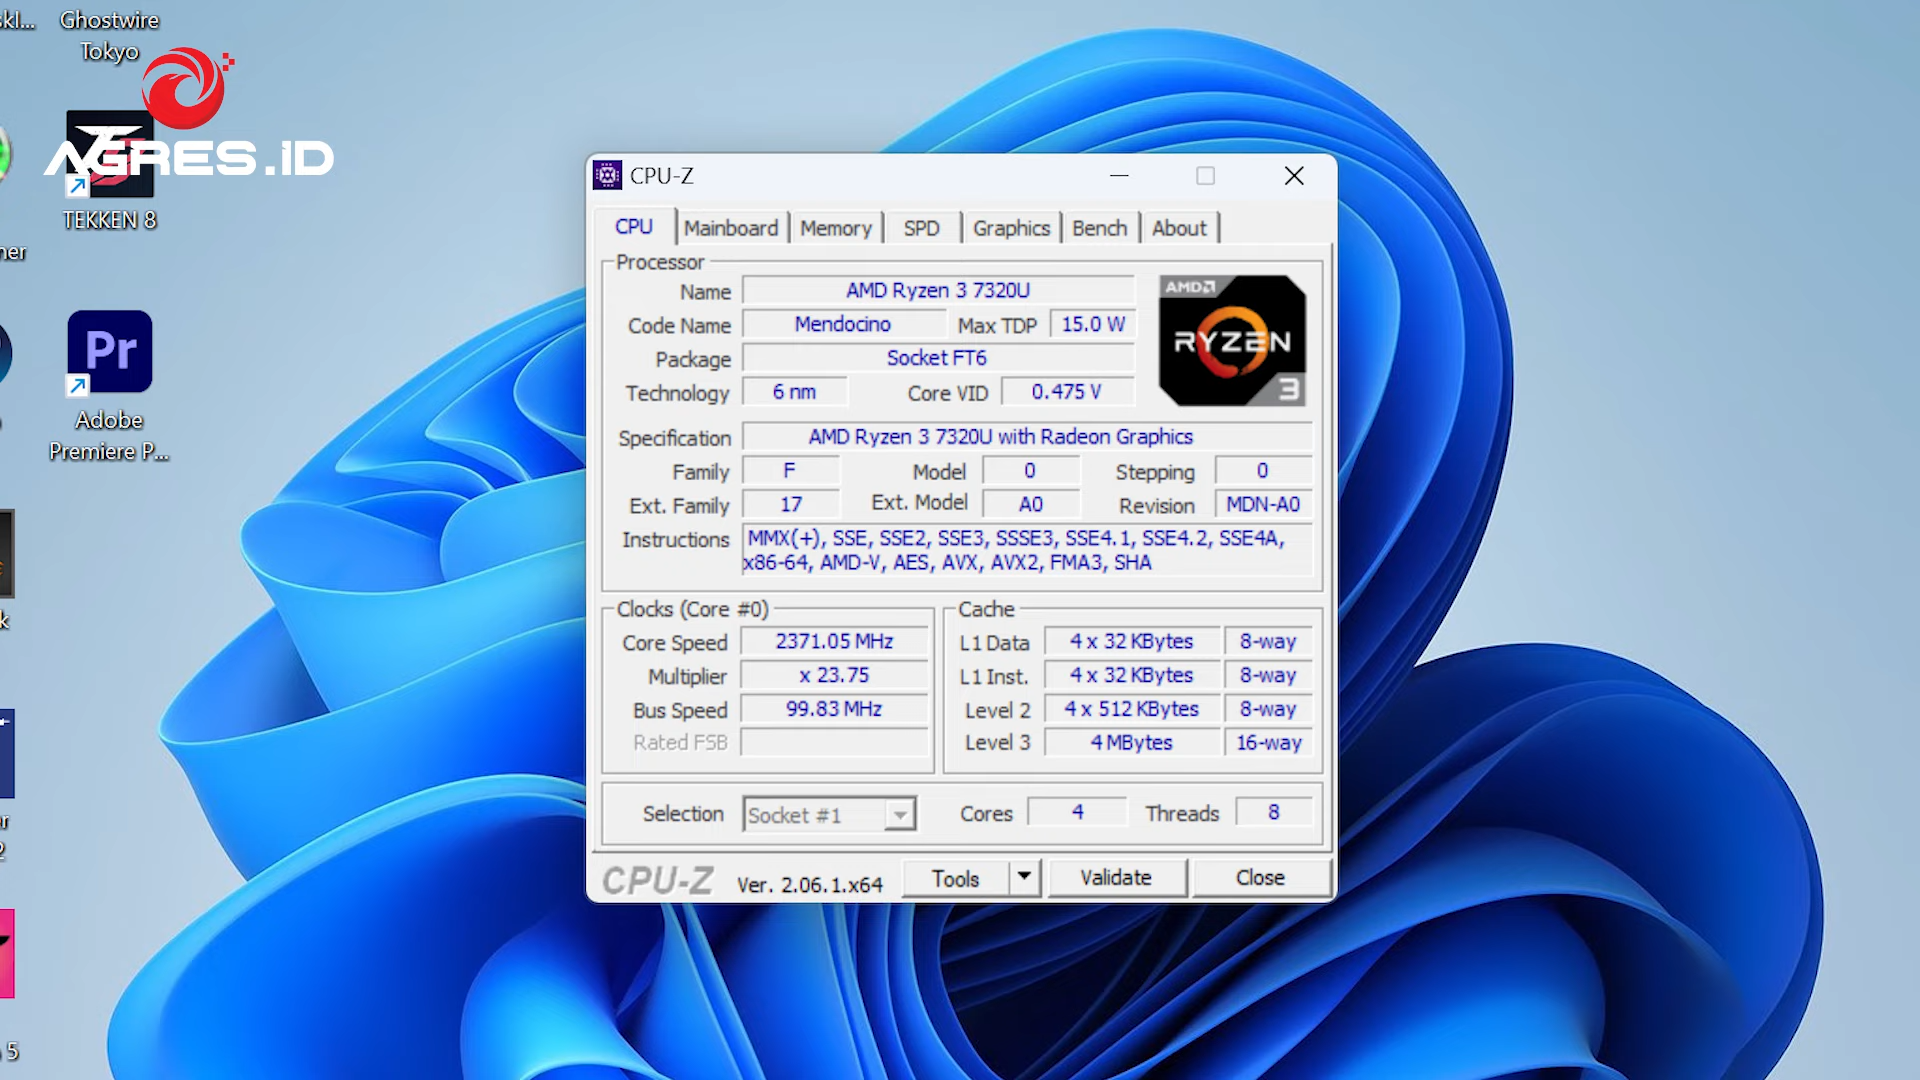 Ghostwire
Tokyo
AGRES.ID
TEKKEN 8
Pr
Adobe
Premiere P...
CPU-Z
CPU Mainboard Memory SPD Graphics Bench About
Processor
Name AMD Ryzen 3 7320U
Code Name Mendocino Max TDP 15.0 W
Package Socket FT6
Technology 6 nm Core VID 0.475 V
AMD
RYZEN
3
Specification AMD Ryzen 3 7320U with Radeon Graphics
Family F Model 0 Stepping 0
Ext. Family 17 Ext. Model A0 Revision MDN-A0
Instructions MMX(+), SSE, SSE2, SSE3, SSSE3, SSE4.1, SSE4.2, SSE4A,
x86-64, AMD-V, AES, AVX, AVX2, FMA3, SHA
Clocks (Core #0)
Core Speed 2371.05 MHz
Multiplier x 23.75
Bus Speed 99.83 MHz
Rated FSB
Cache
L1 Data 4 x 32 KBytes 8-way
L1 Inst. 4 x 32 KBytes 8-way
Level 2 4 x 512 KBytes 8-way
Level 3 4 MBytes 16-way
Selection Socket #1 Cores 4 Threads 8
CPU-Z Ver. 2.06.1.x64 Tools Validate Close